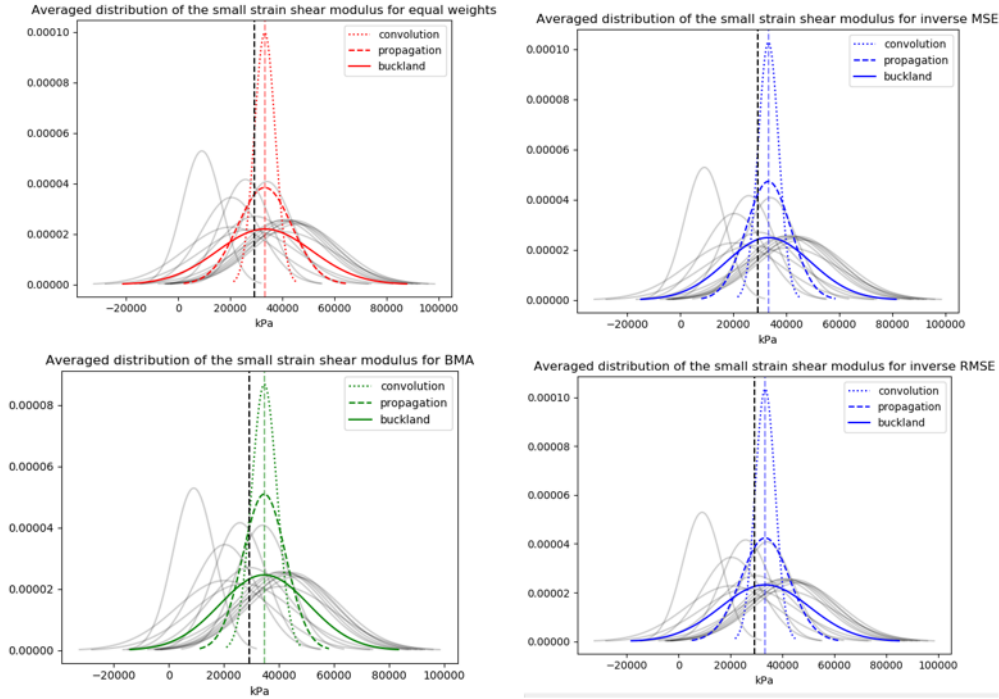 Averaged distribution of the small strain shear modulus for equal weights
0.00010
0.00008
0.00006
0.00004
0.00002
0.00000
convolution
propagation
buckland
−20000 0 20000 40000 60000 80000 100000
kPa
Averaged distribution of the small strain shear modulus for inverse MSE
0.00010
0.00008
0.00006
0.00004
0.00002
0.00000
convolution
propagation
buckland
−20000 0 20000 40000 60000 80000 100000
kPa
Averaged distribution of the small strain shear modulus for BMA
0.00008
0.00006
0.00004
0.00002
0.00000
convolution
propagation
buckland
−20000 0 20000 40000 60000 80000 100000
kPa
Averaged distribution of the small strain shear modulus for inverse RMSE
0.00010
0.00008
0.00006
0.00004
0.00002
0.00000
convolution
propagation
buckland
−20000 0 20000 40000 60000 80000 100000
kPa